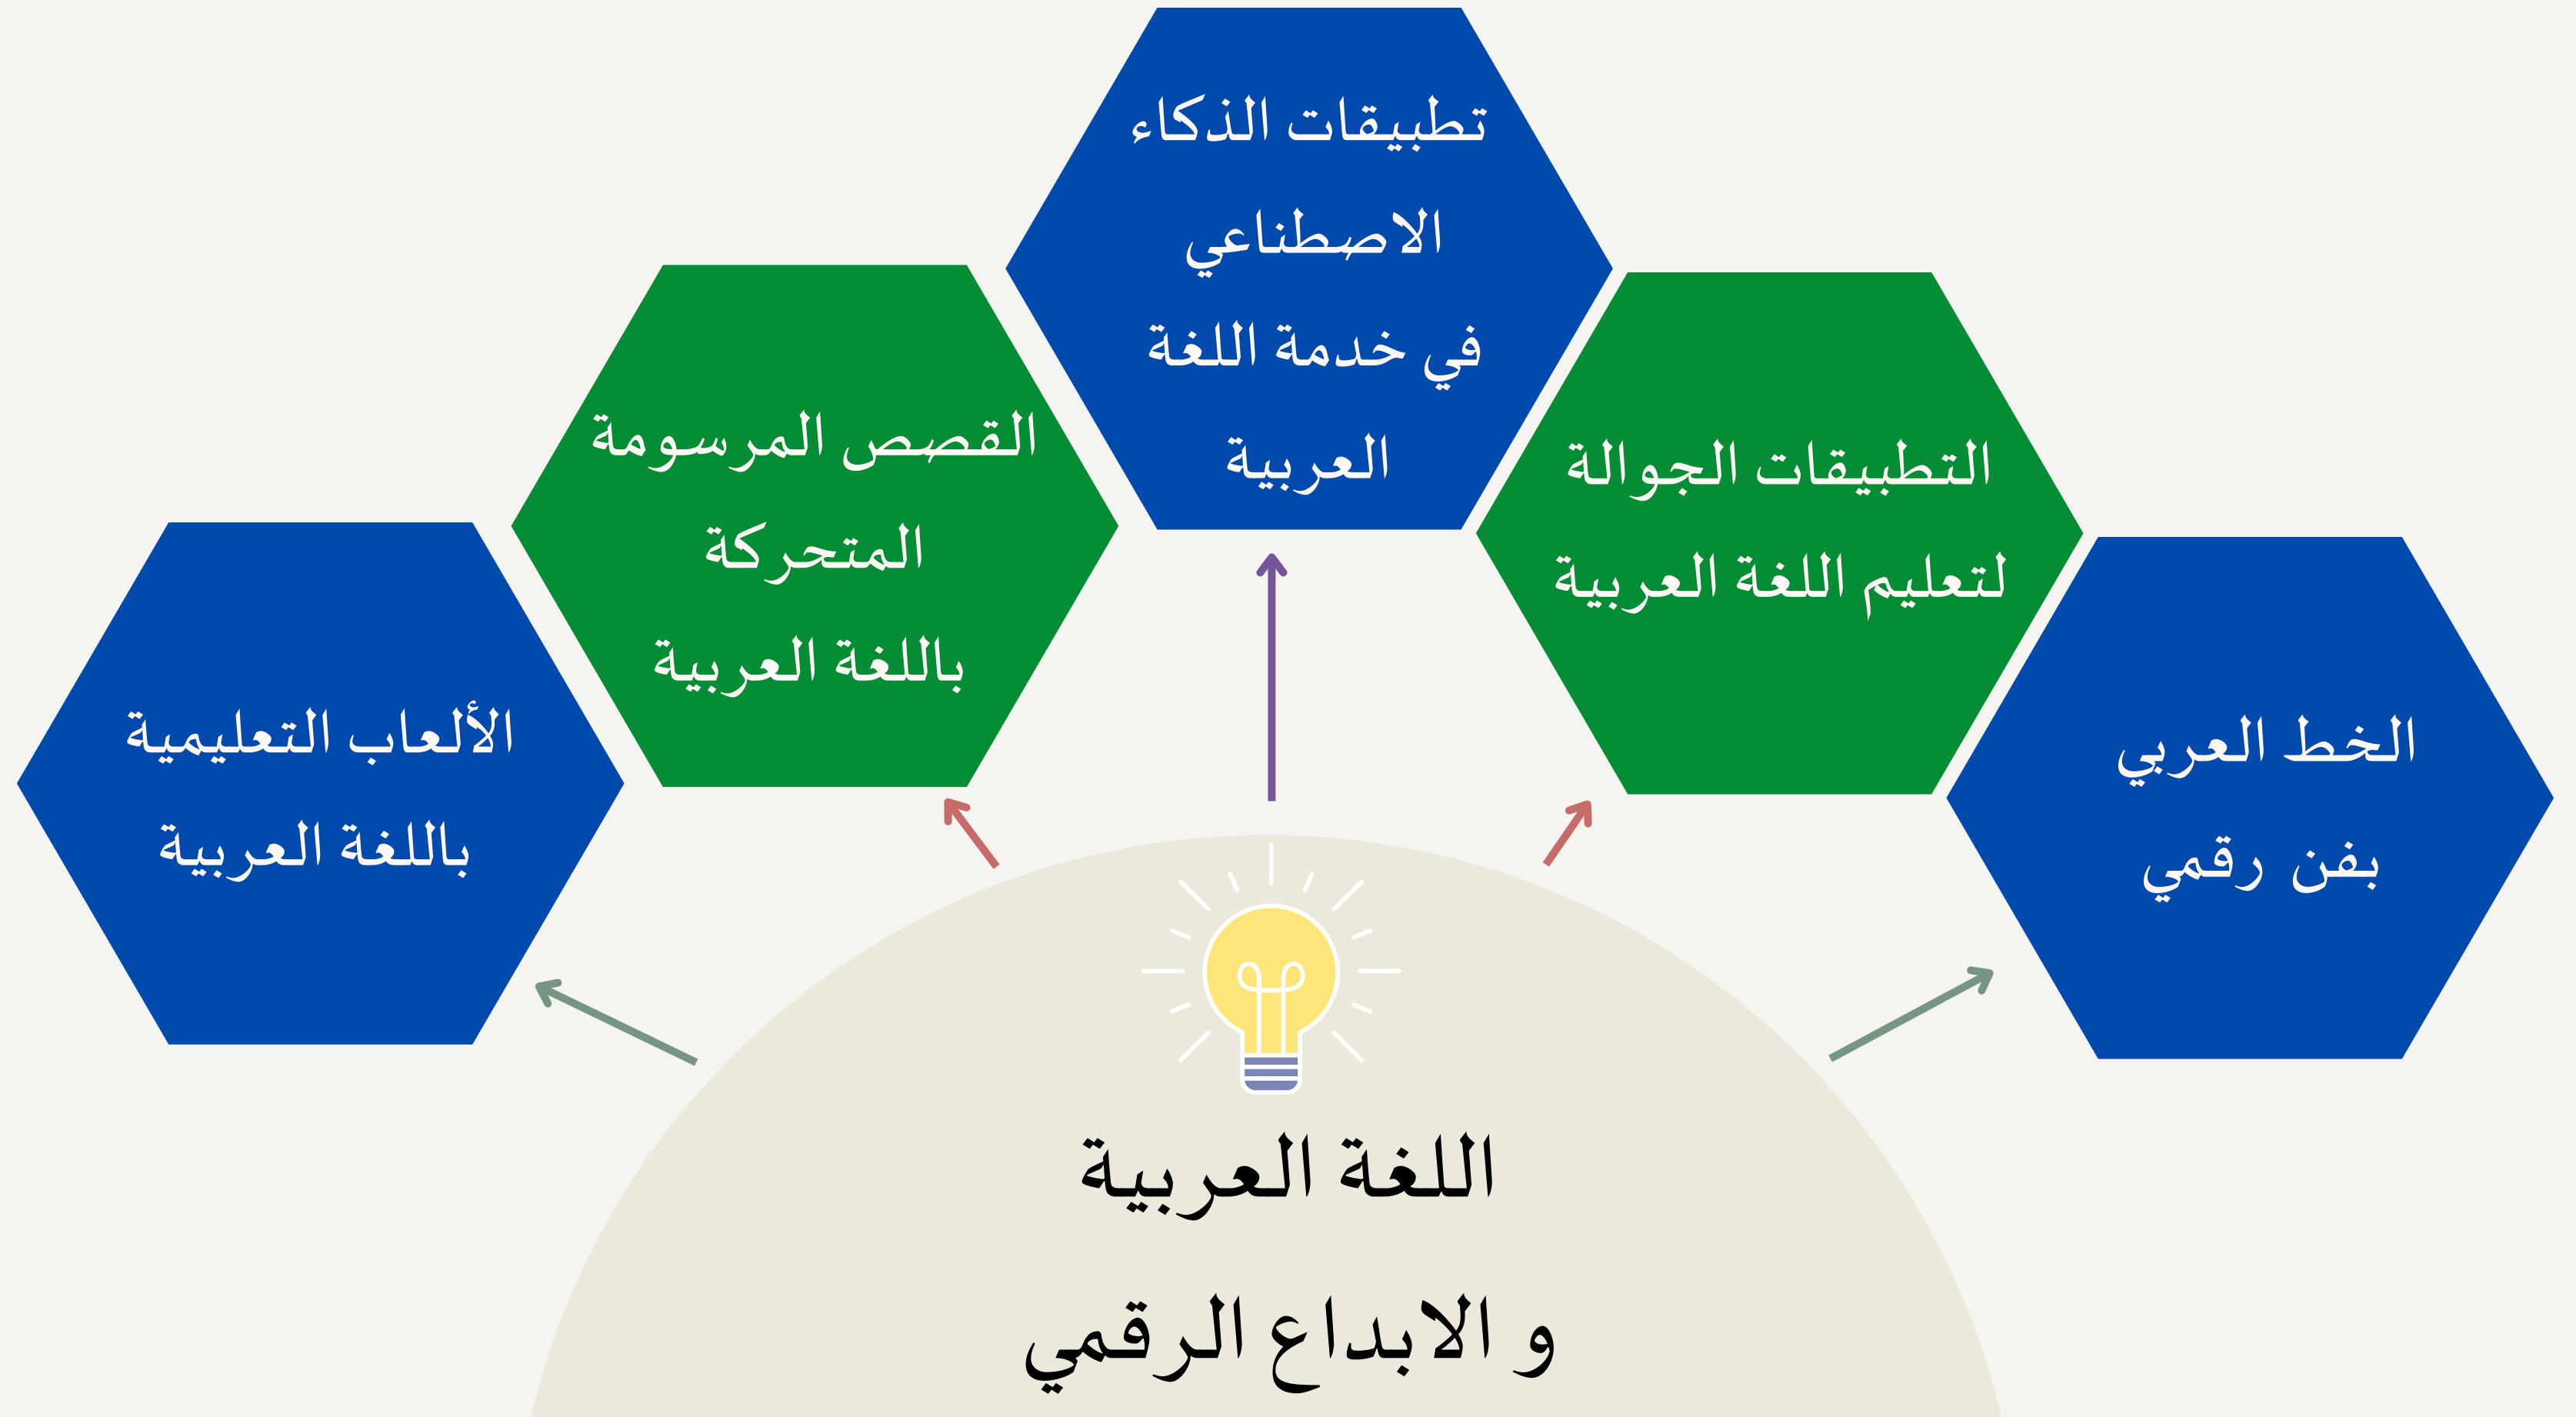 تطبيقات الذكاء
الاصطناعي
في خدمة اللغة
العربية
التطبيقات الجوالة
لتعليم اللغة العربية
القصص المرسومة
المتحركة
باللغة العربية
الخط العربي
بفن رقمي
الألعاب التعليمية
باللغة العربية
اللغة العربية
و الابداع الرقمي